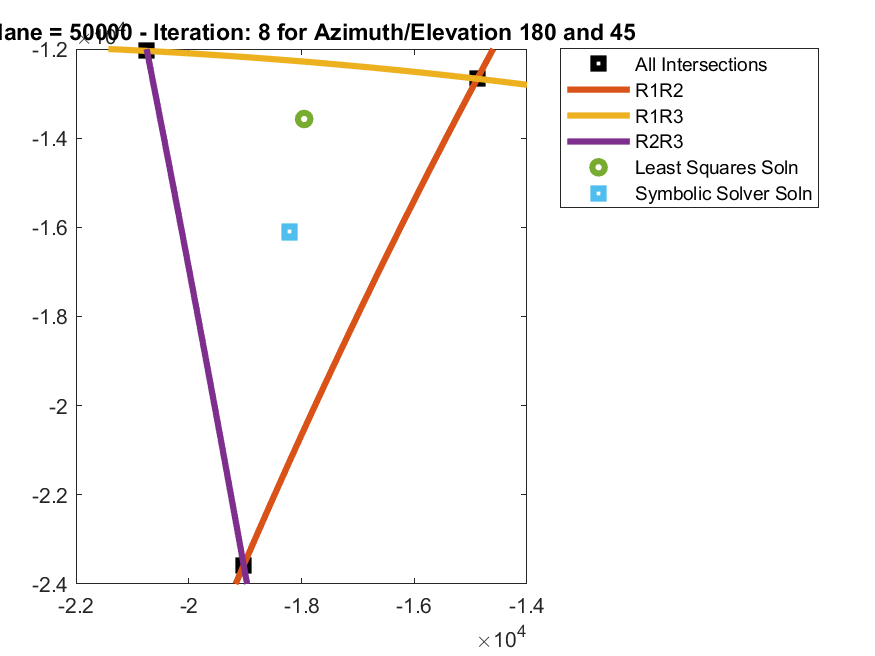 lane = 50000 - Iteration: 8 for Azimuth/Elevation 180 and 45
×10⁴
-1.2
-1.4
-1.6
-1.8
-2
-2.2
-2.4
-2.2
-2
-1.8
-1.6
-1.4
×10⁴
All Intersections
R1R2
R1R3
R2R3
Least Squares Soln
Symbolic Solver Soln